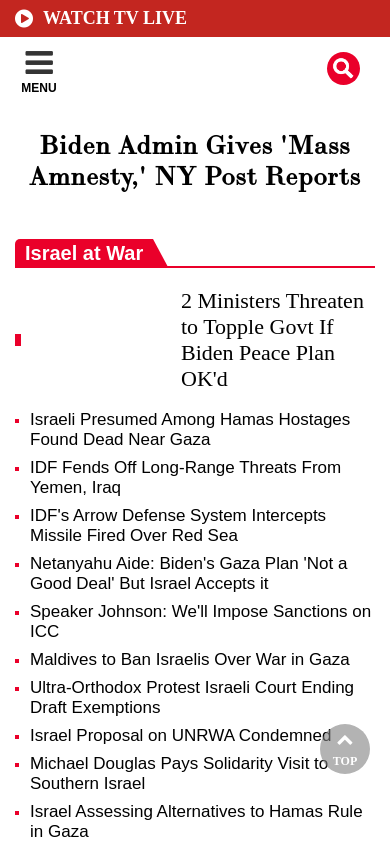 WATCH TV LIVE
MENU
Biden Admin Gives 'Mass
Amnesty,' NY Post Reports
Israel at War
2 Ministers Threaten
to Topple Govt If
Biden Peace Plan
OK'd
Israeli Presumed Among Hamas Hostages
Found Dead Near Gaza
IDF Fends Off Long-Range Threats From
Yemen, Iraq
IDF's Arrow Defense System Intercepts
Missile Fired Over Red Sea
Netanyahu Aide: Biden's Gaza Plan 'Not a
Good Deal' But Israel Accepts it
Speaker Johnson: We'll Impose Sanctions on
ICC
Maldives to Ban Israelis Over War in Gaza
Ultra-Orthodox Protest Israeli Court Ending
Draft Exemptions
Israel Proposal on UNRWA Condemned
Michael Douglas Pays Solidarity Visit to
Southern Israel
TOP
Israel Assessing Alternatives to Hamas Rule
in Gaza